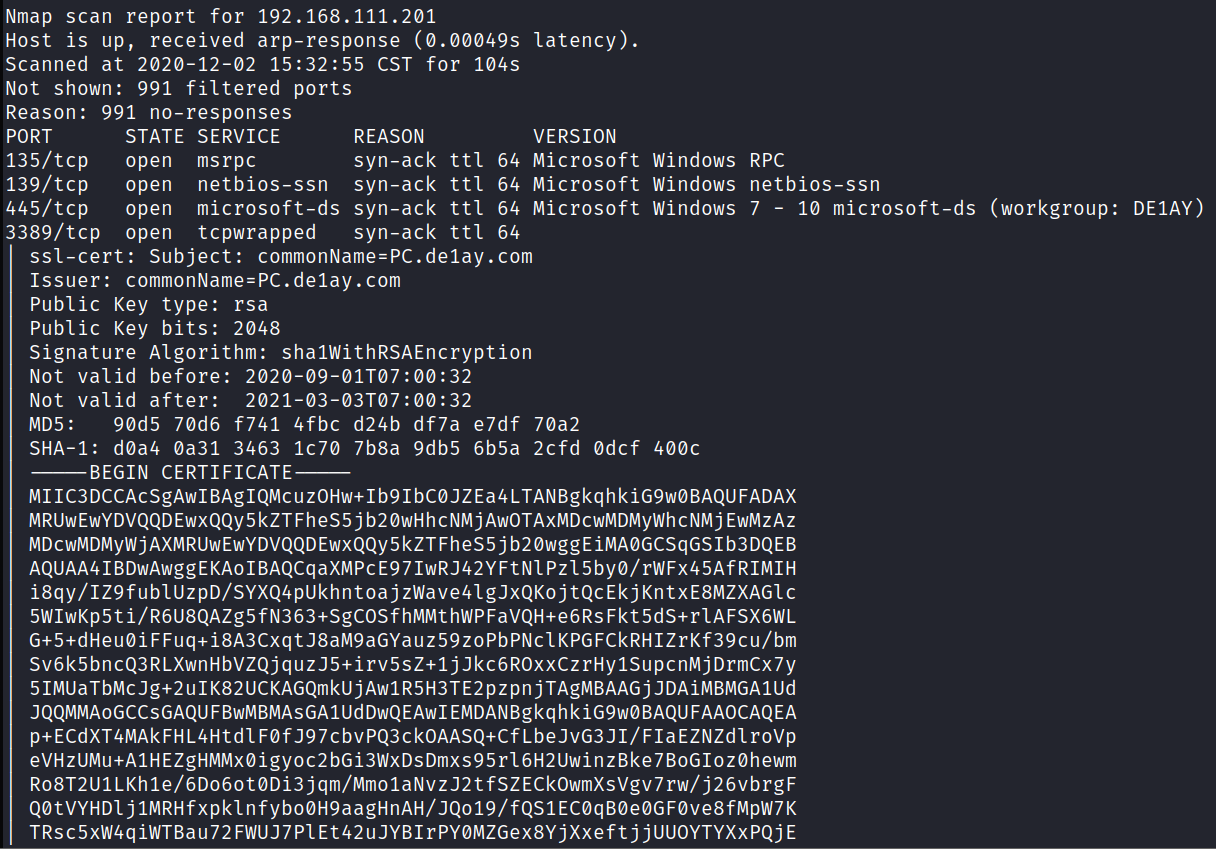 Nmap scan report for 192.168.111.201
Host is up, received arp-response (0.00049s latency).
Scanned at 2020-12-02 15:32:55 CST for 104s
Not shown: 991 filtered ports
Reason: 991 no-responses
PORT      STATE SERVICE      REASON         VERSION
135/tcp   open  msrpc        syn-ack ttl 64 Microsoft Windows RPC
139/tcp   open  netbios-ssn  syn-ack ttl 64 Microsoft Windows netbios-ssn
445/tcp   open  microsoft-ds syn-ack ttl 64 Microsoft Windows 7 - 10 microsoft-ds (workgroup: DE1AY)
3389/tcp  open  tcpwrapped   syn-ack ttl 64
| ssl-cert: Subject: commonName=PC.de1ay.com
| Issuer: commonName=PC.de1ay.com
| Public Key type: rsa
| Public Key bits: 2048
| Signature Algorithm: sha1WithRSAEncryption
| Not valid before: 2020-09-01T07:00:32
| Not valid after:  2021-03-03T07:00:32
| MD5:   90d5 70d6 f741 4fbc d24b df7a e7df 70a2
| SHA-1: d0a4 0a31 3463 1c70 7b8a 9db5 6b5a 2cfd 0dcf 400c
| -----BEGIN CERTIFICATE-----
| MIIC3DCCAcSgAwIBAgIQMcuzOHw+Ib9IbC0JZEa4LTANBgkqhkiG9w0BAQUFADAX
| MRUwEwYDVQQDEwxQQy5kZTFheS5jb20wHhcNMjAwOTAxMDcwMDMyWhcNMjEwMzAz
| MDcwMDMyWjAXMRUwEwYDVQQDEwxQQy5kZTFheS5jb20wggEiMA0GCSqGSIb3DQEB
| AQUAA4IBDwAwggEKAoIBAQCqaXMPcE97IwRJ42YFtNlPzl5by0/rWFx45AfRIMIH
| i8qy/IZ9fublUzpD/SYXQ4pUkhntoajzWave4lgJxQKojtQcEkjKntxE8MZXAGlc
| 5WIwKp5ti/R6U8QAZg5fN363+SgCOSfhMMthWPFaVQH+e6RsFkt5dS+rlAFSX6WL
| G+5+dHeu0iFFuq+i8A3CxqtJ8aM9aGYauz59zoPbPNclKPGFCkRHIZrKf39cu/bm
| Sv6k5bncQ3RLXwnHbVZQjquzJ5+irv5sZ+1jJkc6ROxxCzrHy1SupcnMjDrmCx7y
| 5IMUaTbMcJg+2uIK82UCKAGQmkUjAw1R5H3TE2pzpnjTAgMBAAGjJDAiMBMGA1Ud
| JQQMMAoGCCsGAQUFBwMBMAsGA1UdDwQEAwIEMDANBgkqhkiG9w0BAQUFAAOCAQEA
| p+ECdXT4MAkFHL4HtdlF0fJ97cbvPQ3ckOAASQ+CfLbeJvG3JI/FIaEZNZdlroVp
| eVHzUMu+A1HEZgHMMx0igyoc2bGi3WxDsDmxs95rl6H2UwinzBke7BoGIoz0hewm
| Ro8T2U1LKh1e/6Do6ot0Di3jqm/Mmo1aNvzJ2tfSZECkOwmXsVgv7rw/j26vbrgF
| Q0tVYHDlj1MRHfxpklnfybo0H9aagHnAH/JQo19/fQS1EC0qB0e0GF0ve8fMpW7K
| TRsc5xW4qiWTBau72FWUJ7PlEt42uJYBIrPY0MZGex8YjXxeftjjUUOYTYXxPQjE